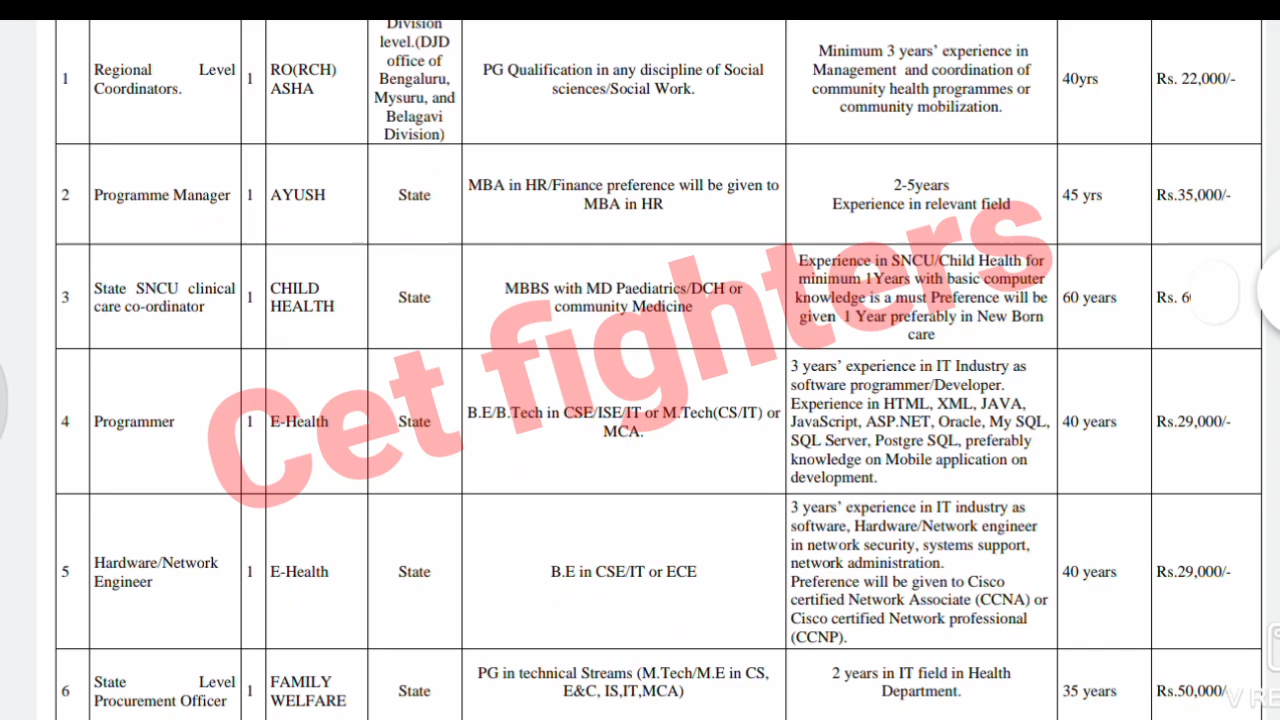 Division
level.(DJD
office of
Bengaluru,
Mysuru, and
Belagavi
Division)
1
Regional Level
Coordinators.
1
RO(RCH)
ASHA
PG Qualification in any discipline of Social
sciences/Social Work.
Minimum 3 years’ experience in
Management and coordination of
community health programmes or
community mobilization.
40yrs
Rs. 22,000/-
2
Programme Manager
1
AYUSH
State
MBA in HR/Finance preference will be given to
MBA in HR
2-5years
Experience in relevant field
45 yrs
Rs.35,000/-
3
State SNCU clinical
care co-ordinator
1
CHILD
HEALTH
State
MBBS with MD Paediatrics/DCH or
community Medicine
Experience in SNCU/Child Health for
minimum 1Years with basic computer
knowledge is a must Preference will be
given 1 Year preferably in New Born
care
60 years
Rs.
4
Programmer
1
E-Health
State
B.E/B.Tech in CSE/ISE/IT or M.Tech(CS/IT) or
MCA.
3 years’ experience in IT Industry as
software programmer/Developer.
Experience in HTML, XML, JAVA,
JavaScript, ASP.NET, Oracle, My SQL,
SQL Server, Postgre SQL, preferably
knowledge on Mobile application on
development.
40 years
Rs.29,000/-
5
Hardware/Network
Engineer
1
E-Health
State
B.E in CSE/IT or ECE
3 years’ experience in IT industry as
software, Hardware/Network engineer
in network security, systems support,
network administration.
Preference will be given to Cisco
certified Network Associate (CCNA) or
Cisco certified Network professional
(CCNP).
40 years
Rs.29,000/-
6
State Level
Procurement Officer
1
FAMILY
WELFARE
State
PG in technical Streams (M.Tech/M.E in CS,
E&C, IS,IT,MCA)
2 years in IT field in Health
Department.
35 years
Rs.50,000/
Cet fighters